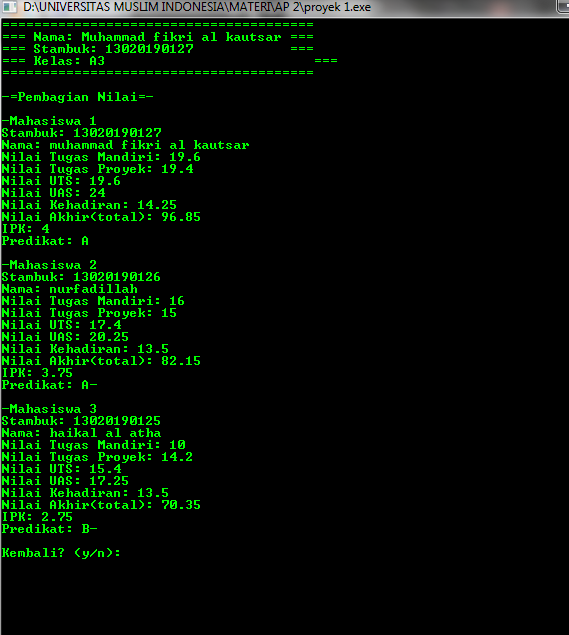 D:\UNIVERSITAS MUSLIM INDONESIA\MATERI\AP 2\proyek 1.exe
=======================================
=== Nama: Muhammad fikri al kautsar ===
=== Stambuk: 13020190127            ===
=== Kelas: A3                          ===
=======================================
-=Pembagian Nilai=-
-Mahasiswa 1
Stambuk: 13020190127
Nama: muhammad fikri al kautsar
Nilai Tugas Mandiri: 19.6
Nilai Tugas Proyek: 19.4
Nilai UTS: 19.6
Nilai UAS: 24
Nilai Kehadiran: 14.25
Nilai Akhir(total): 96.85
IPK: 4
Predikat: A
-Mahasiswa 2
Stambuk: 13020190126
Nama: nurfadillah
Nilai Tugas Mandiri: 16
Nilai Tugas Proyek: 15
Nilai UTS: 17.4
Nilai UAS: 20.25
Nilai Kehadiran: 13.5
Nilai Akhir(total): 82.15
IPK: 3.75
Predikat: A-
-Mahasiswa 3
Stambuk: 13020190125
Nama: haikal al atha
Nilai Tugas Mandiri: 10
Nilai Tugas Proyek: 14.2
Nilai UTS: 15.4
Nilai UAS: 17.25
Nilai Kehadiran: 13.5
Nilai Akhir(total): 70.35
IPK: 2.75
Predikat: B-
Kembali? (y/n):